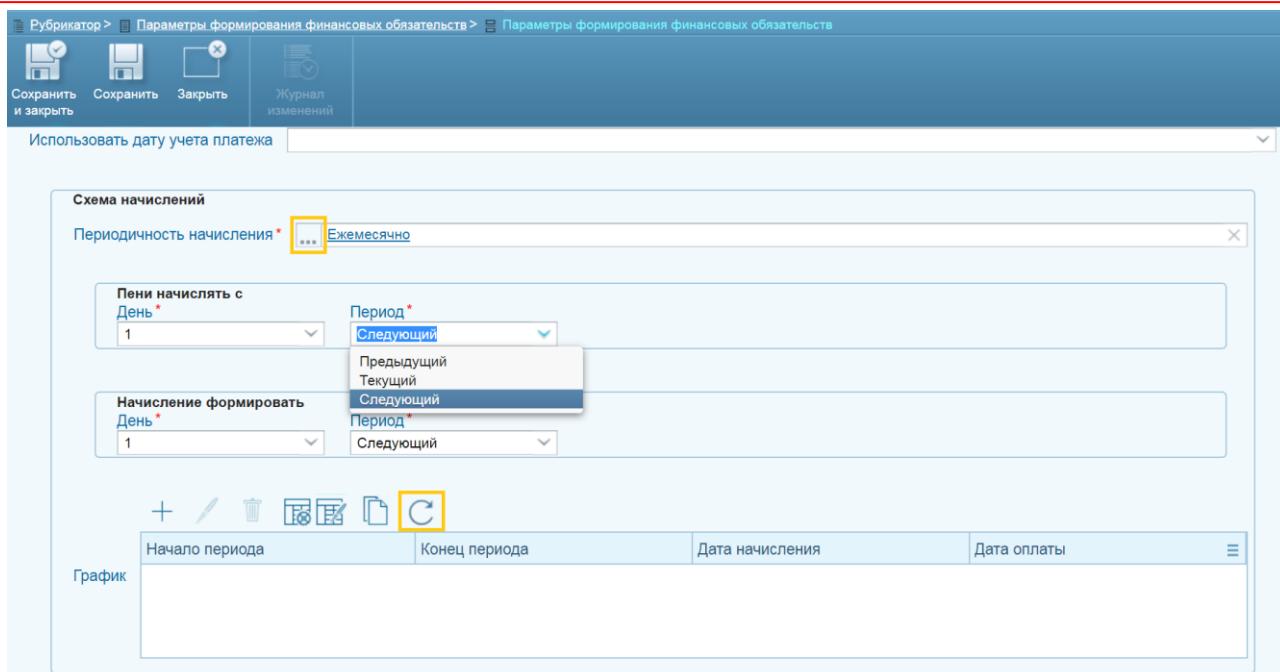 Рубрикатор > Параметры формирования финансовых обязательств > Параметры формирования финансовых обязательств
Сохранить и закрыть
Сохранить
Закрыть
Журнал изменений
Использовать дату учета платежа
Схема начислений
Периодичность начисления * ... Ежемесячно
Пени начислять с
День * Период *
1 Следующий
Предыдущий
Текущий
Следующий
Начисление формировать
День * Период *
1 Следующий
Начало периода Конец периода Дата начисления Дата оплаты
График